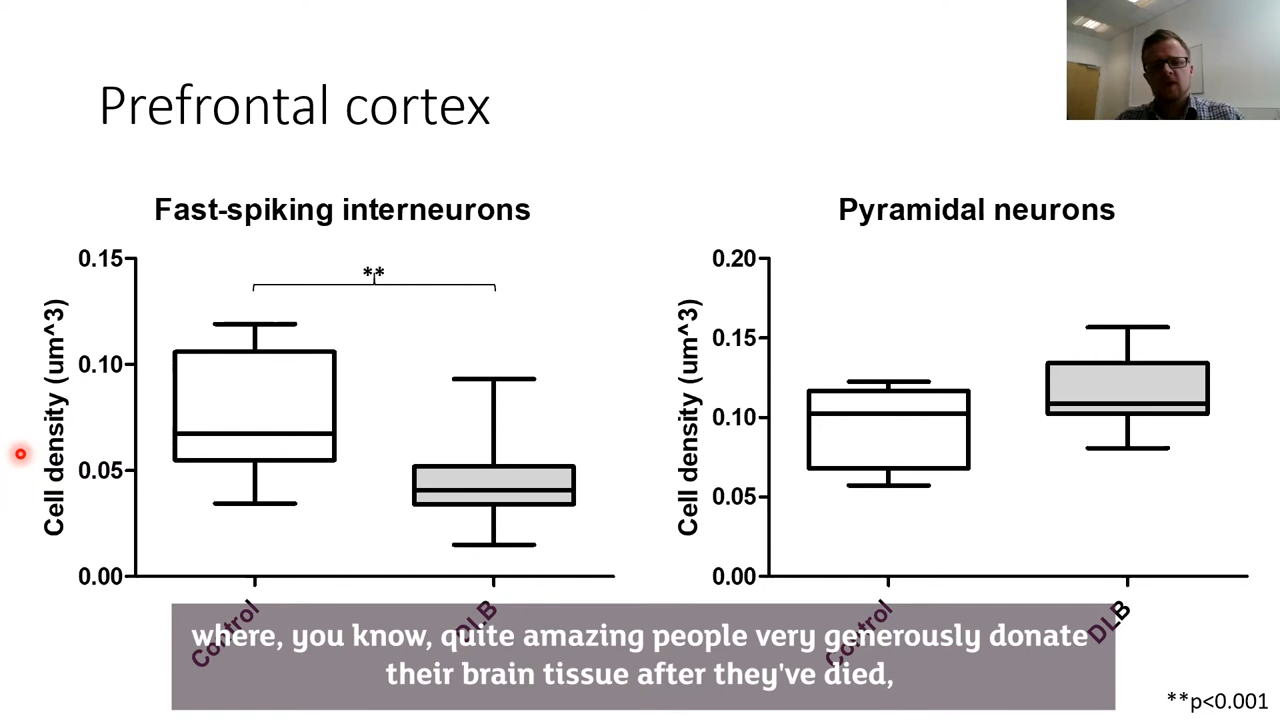 Prefrontal cortex
Fast-spiking interneurons
0.15
0.10
0.05
0.00
Cell density (um^3)
**
Control
DLB
Pyramidal neurons
0.20
0.15
0.10
0.05
0.00
Cell density (um^3)
Control
DLB
where, you know, quite amazing people very generously donate
their brain tissue after they've died,
**p<0.001